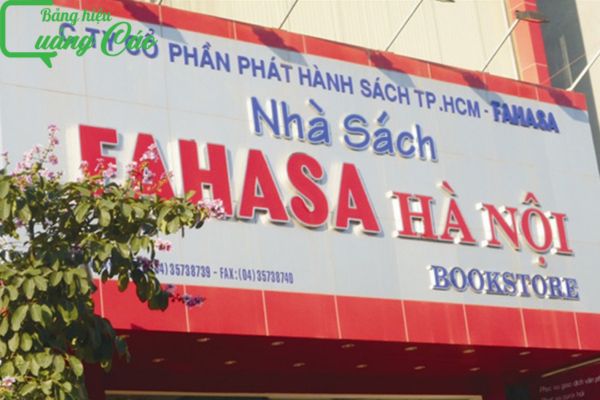 Bảng hiệu
Quảng Cáo
C.TY CỔ PHẦN PHÁT HÀNH SÁCH TP.HCM - FAHASA
Nhà Sách
FAHASA HÀ NỘI
BOOKSTORE
(04) 35738739 - FAX: (04) 35738740